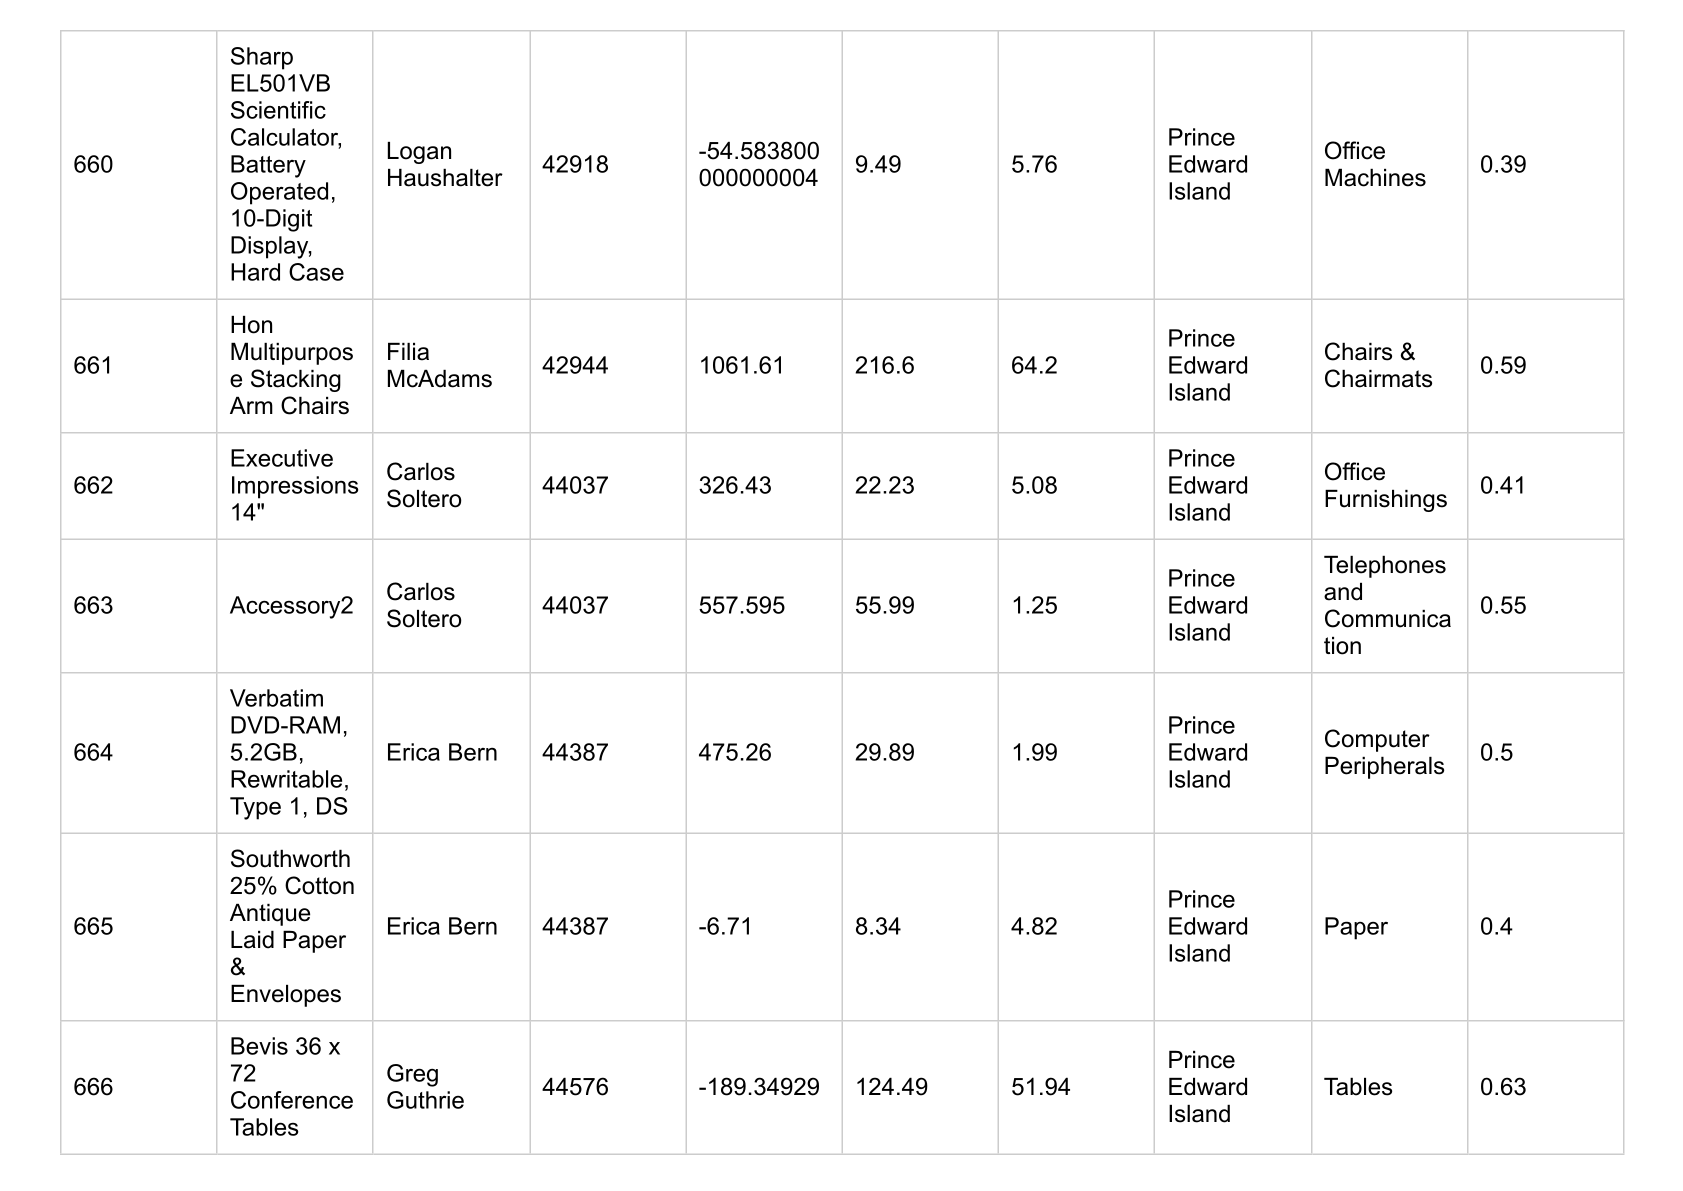 660
Sharp
EL501VB
Scientific
Calculator,
Battery
Operated,
10-Digit
Display,
Hard Case
Logan
Haushalter
42918
-54.583800
000000004
9.49
5.76
Prince
Edward
Island
Office
Machines
0.39
661
Hon
Multipurpos
e Stacking
Arm Chairs
Filia
McAdams
42944
1061.61
216.6
64.2
Prince
Edward
Island
Chairs &
Chairmats
0.59
662
Executive
Impressions
14"
Carlos
Soltero
44037
326.43
22.23
5.08
Prince
Edward
Island
Office
Furnishings
0.41
663
Accessory2
Carlos
Soltero
44037
557.595
55.99
1.25
Prince
Edward
Island
Telephones
and
Communica
tion
0.55
664
Verbatim
DVD-RAM,
5.2GB,
Rewritable,
Type 1, DS
Erica Bern
44387
475.26
29.89
1.99
Prince
Edward
Island
Computer
Peripherals
0.5
665
Southworth
25% Cotton
Antique
Laid Paper
&
Envelopes
Erica Bern
44387
-6.71
8.34
4.82
Prince
Edward
Island
Paper
0.4
666
Bevis 36 x
72
Conference
Tables
Greg
Guthrie
44576
-189.34929
124.49
51.94
Prince
Edward
Island
Tables
0.63